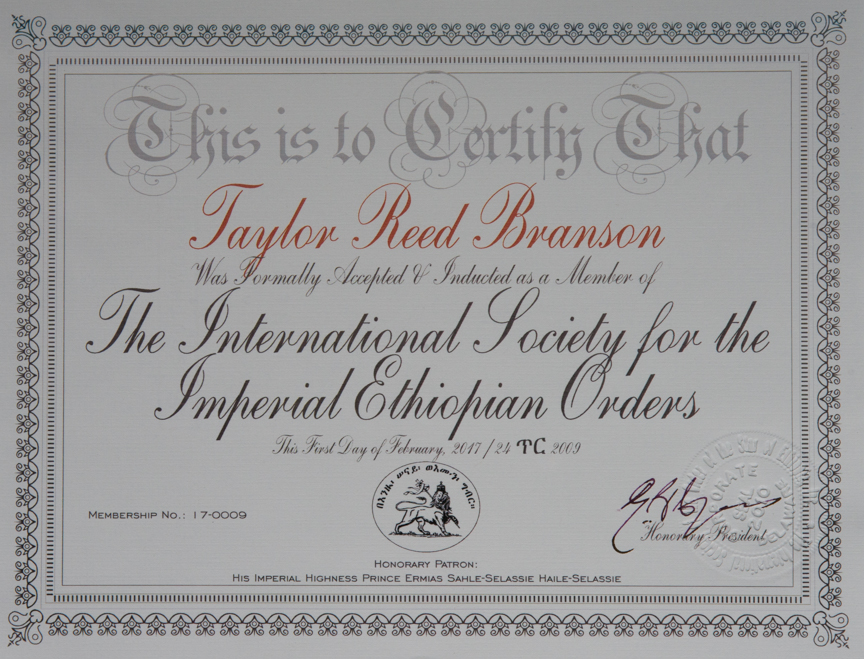 This is to Certify That
Taylor Reed Branson
Was Formally Accepted & Inducted as a Member of
The International Society for the
Imperial Ethiopian Orders
This First Day of February, 2017 / 24 ጥር 2009
Membership No.: 17-0009
Honorary President
Honorary Patron:
His Imperial Highness Prince Ermias Sahle-Selassie Haile-Selassie